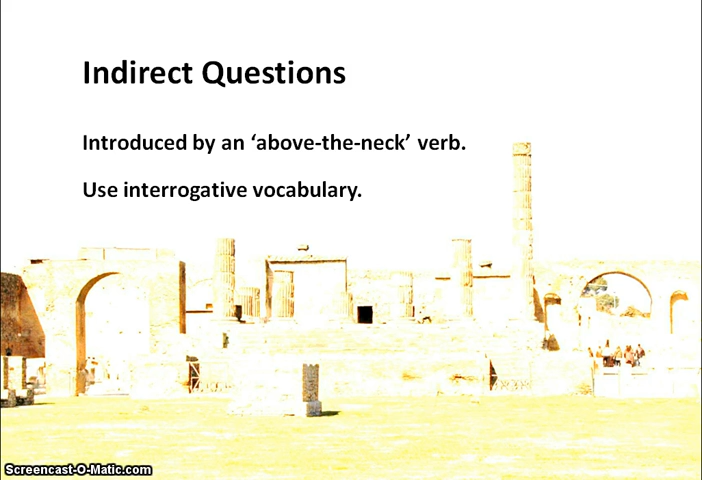 Indirect Questions
Introduced by an ‘above-the-neck’ verb.
Use interrogative vocabulary.
Screencast-O-Matic.com